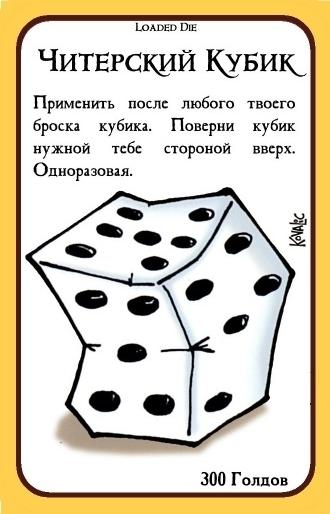 Loaded Die
Читерский Кубик
Применить после любого твоего
броска кубика. Поверни кубик
нужной тебе стороной вверх.
Одноразовая.
Kovalic
300 Голдов